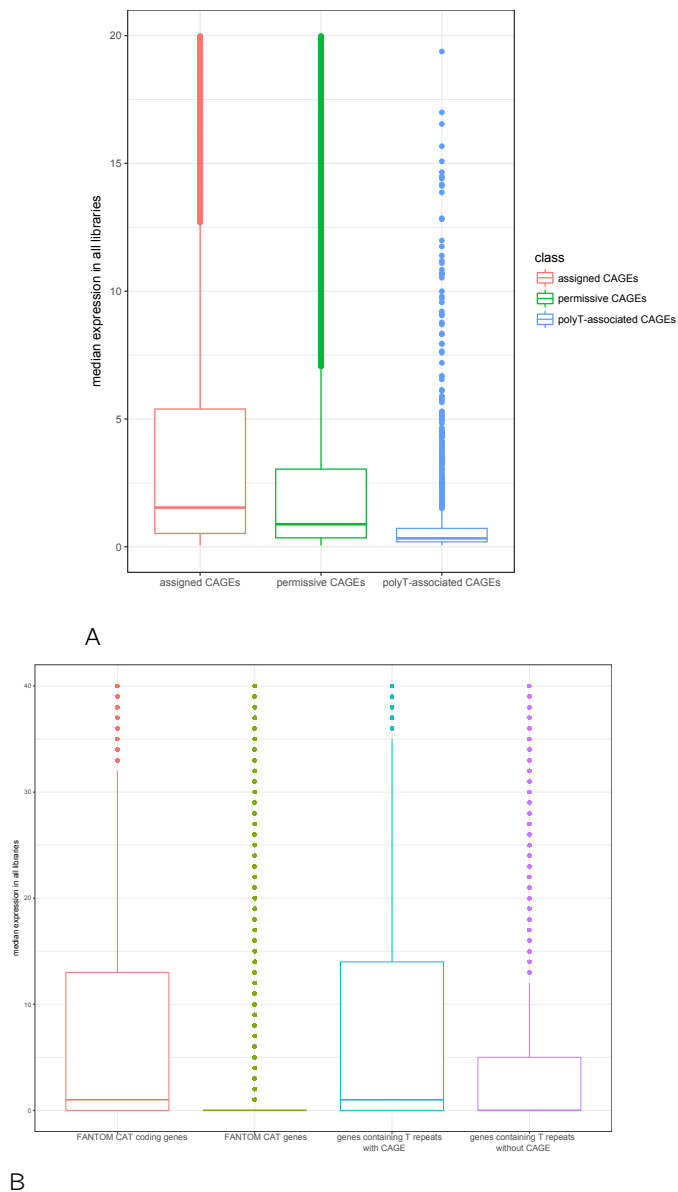 20
15
10
5
0
median expression in all libraries
assigned CAGEs
permissive CAGEs
polyT-associated CAGEs
class
assigned CAGEs
permissive CAGEs
polyT-associated CAGEs
A
40
30
20
10
0
median expression in all libraries
FANTOM CAT coding genes
FANTOM CAT genes
genes containing T repeats
with CAGE
genes containing T repeats
without CAGE
B